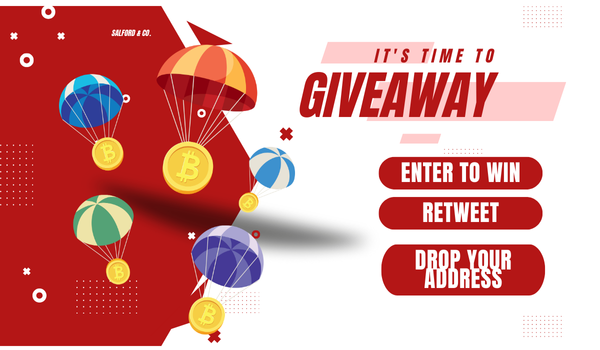 SALFORD & CO.
IT'S TIME TO
GIVEAWAY
ENTER TO WIN
RETWEET
DROP YOUR
ADDRESS